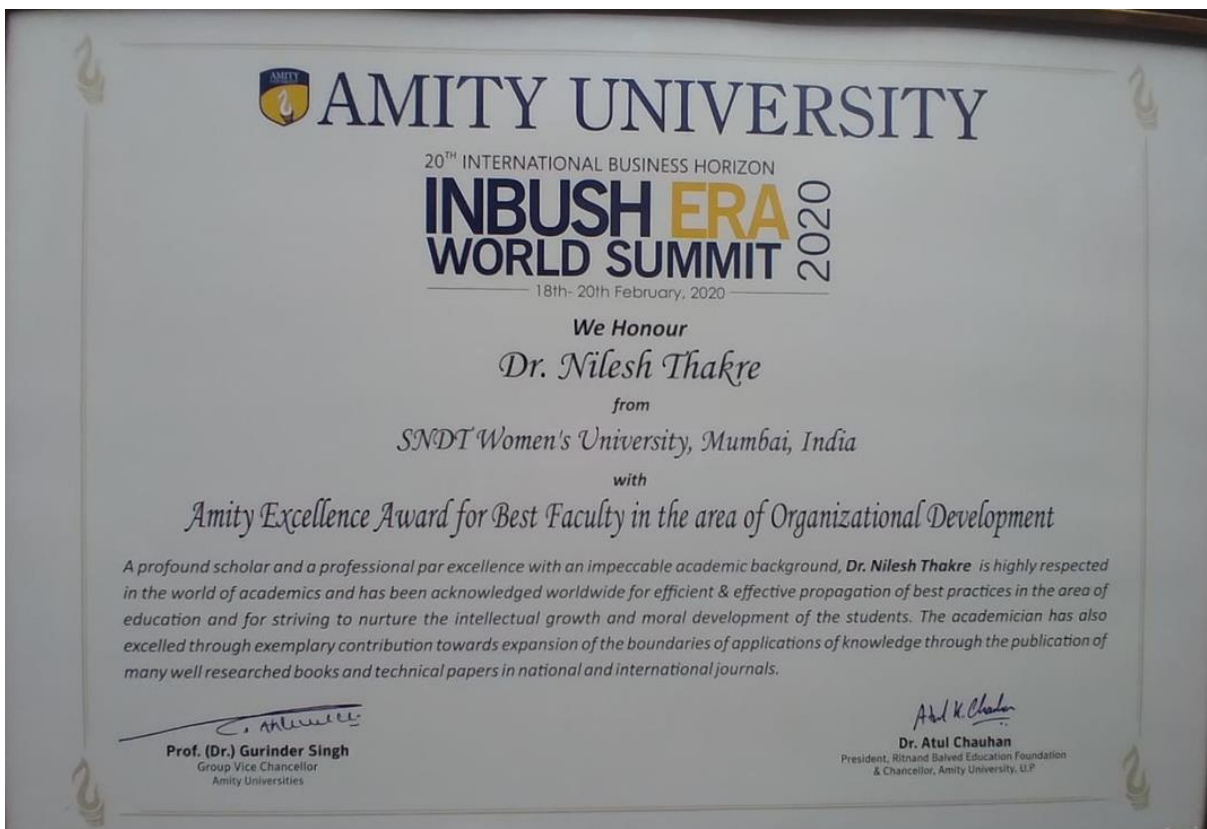 AMITY
UNIVERSITY
AMITY UNIVERSITY
20TH INTERNATIONAL BUSINESS HORIZON
INBUSH ERA
WORLD SUMMIT
2020
18th- 20th February, 2020
We Honour
Dr. Nilesh Thakre
from
SNDT Women's University, Mumbai, India
with
Amity Excellence Award for Best Faculty in the area of Organizational Development
A profound scholar and a professional par excellence with an impeccable academic background, Dr. Nilesh Thakre is highly respected
in the world of academics and has been acknowledged worldwide for efficient & effective propagation of best practices in the area of
education and for striving to nurture the intellectual growth and moral development of the students. The academician has also
excelled through exemplary contribution towards expansion of the boundaries of applications of knowledge through the publication of
many well researched books and technical papers in national and international journals.
Prof. (Dr.) Gurinder Singh
Group Vice Chancellor
Amity Universities
Atul K. Chauhan
Dr. Atul Chauhan
President, Ritnand Balved Education Foundation
& Chancellor, Amity University, U.P